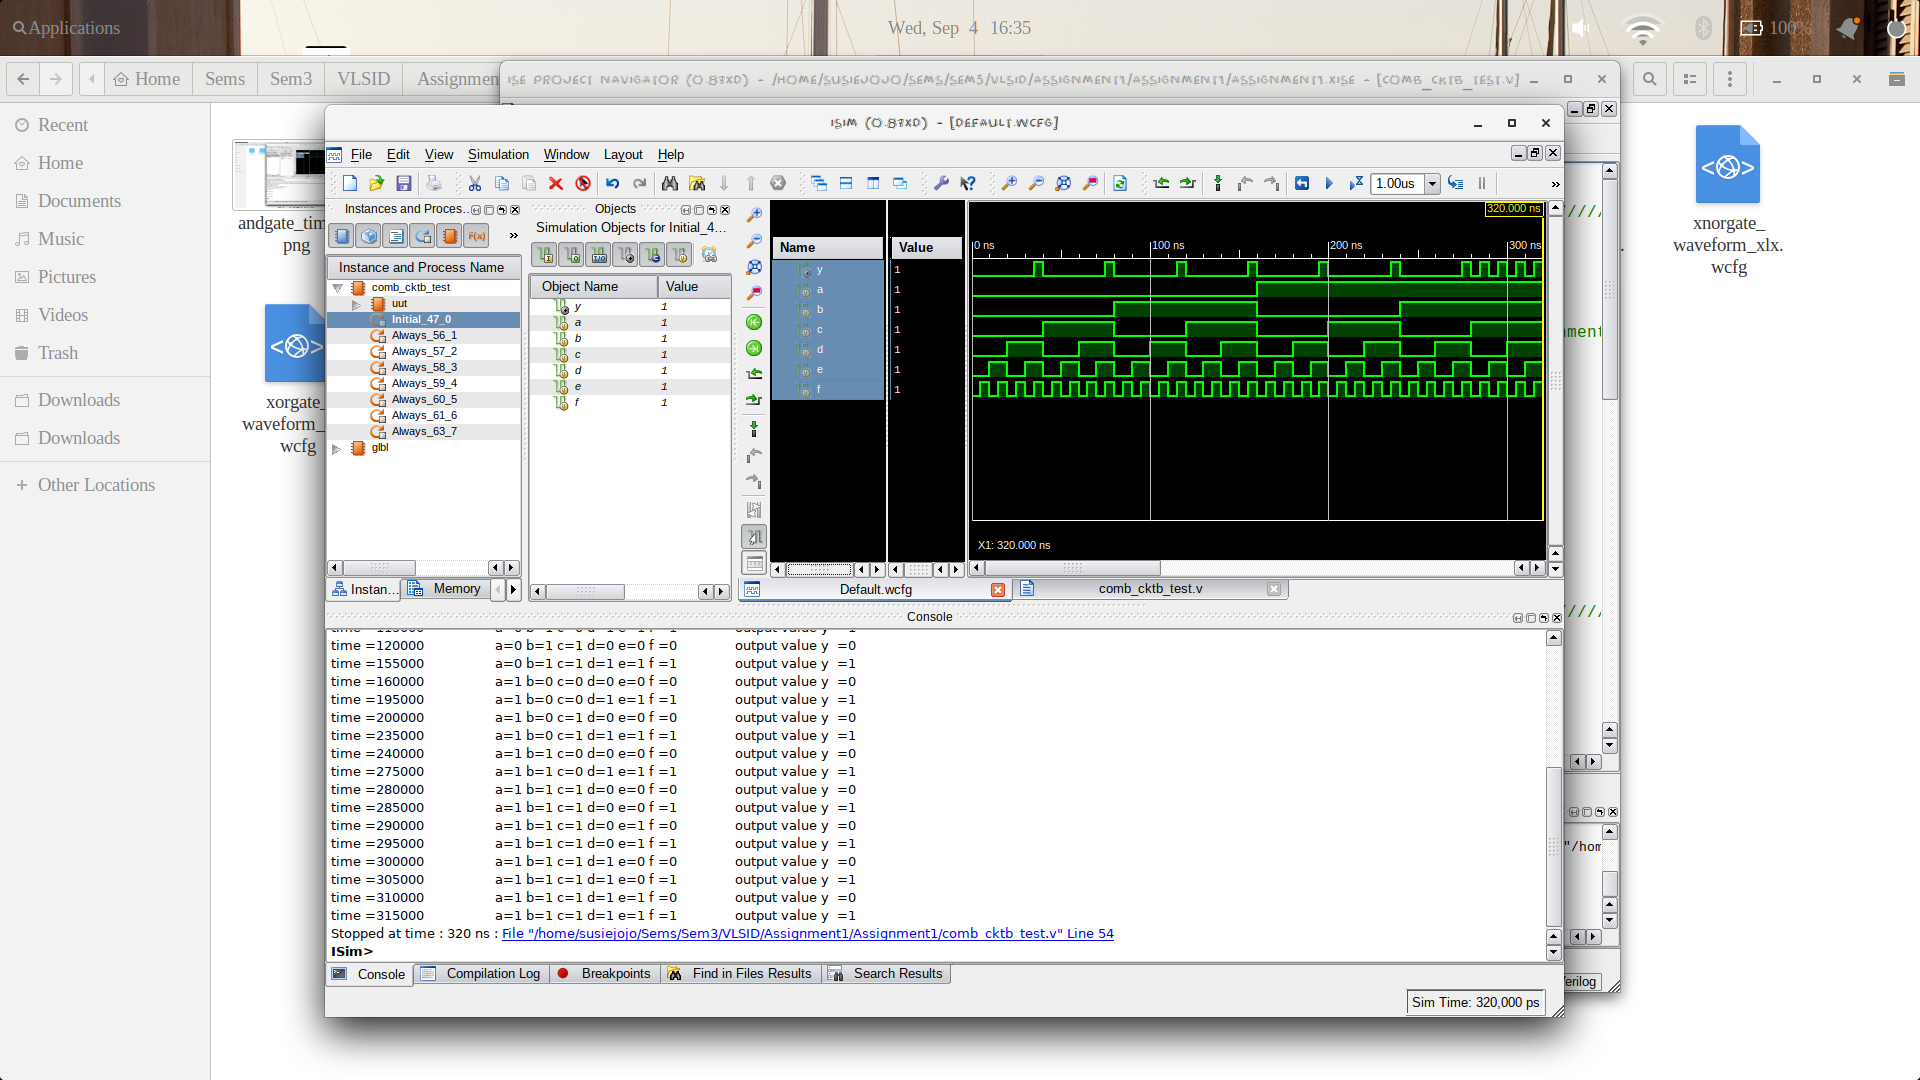 Applications
Wed, Sep 4 16:35
100%
Home
Sems
Sem3
VLSID
Assignmen
ISE PROJECT NAVIGATOR (O.87XD) - /HOME/SUSIEJOJO/SEMS/SEM3/VLSID/ASSIGNMENT1/ASSIGNMENT1/ASSIGNMENT1.XISE - [COMB_CKTB_TEST.V]
Recent
Home
Documents
Music
Pictures
Videos
Trash
Downloads
Downloads
Other Locations
andgate_tim
png
xorgate_
waveform_
wcfg
xnorgate_
waveform_xlx.
wcfg
ISIM (O.87XD) - [DEFAULT.WCFG]
File Edit View Simulation Window Layout Help
1.00us
Instances and Proces...
Objects
Simulation Objects for Initial_4...
Instance and Process Name
comb_cktb_test
uut
Initial_47_0
Always_56_1
Always_57_2
Always_58_3
Always_59_4
Always_60_5
Always_61_6
Always_63_7
glbl
Instan...
Memory
Object Name Value
y 1
a 1
b 1
c 1
d 1
e 1
f 1
Name Value
y 1
a 1
b 1
c 1
d 1
e 1
f 1
320.000 ns
0 ns 100 ns 200 ns 300 ns
X1: 320.000 ns
Default.wcfg
comb_cktb_test.v
Console
time =120000 a=0 b=1 c=1 d=0 e=0 f =0 output value y =0
time =155000 a=0 b=1 c=1 d=1 e=1 f =1 output value y =1
time =160000 a=1 b=0 c=0 d=0 e=0 f =0 output value y =0
time =195000 a=1 b=0 c=0 d=1 e=1 f =1 output value y =1
time =200000 a=1 b=0 c=1 d=0 e=0 f =0 output value y =0
time =235000 a=1 b=0 c=1 d=1 e=1 f =1 output value y =1
time =240000 a=1 b=1 c=0 d=0 e=0 f =0 output value y =0
time =275000 a=1 b=1 c=0 d=1 e=1 f =1 output value y =1
time =280000 a=1 b=1 c=1 d=0 e=0 f =0 output value y =0
time =285000 a=1 b=1 c=1 d=0 e=0 f =1 output value y =1
time =290000 a=1 b=1 c=1 d=0 e=1 f =0 output value y =0
time =295000 a=1 b=1 c=1 d=0 e=1 f =1 output value y =1
time =300000 a=1 b=1 c=1 d=1 e=0 f =0 output value y =0
time =305000 a=1 b=1 c=1 d=1 e=0 f =1 output value y =1
time =310000 a=1 b=1 c=1 d=1 e=1 f =0 output value y =0
time =315000 a=1 b=1 c=1 d=1 e=1 f =1 output value y =1
Stopped at time : 320 ns : File "/home/susiejojo/Sems/Sem3/VLSID/Assignment1/Assignment1/comb_cktb_test.v" Line 54
ISim>
Console
Compilation Log
Breakpoints
Find in Files Results
Search Results
Sim Time: 320,000 ps
////
nment
////
"/hom
erilog